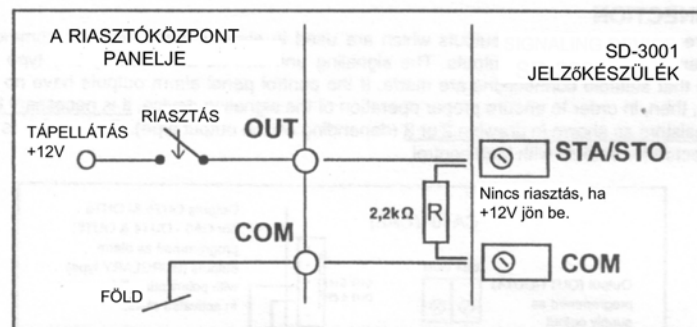 A RIASZTÓKÖZPONT
PANELJE
SD-3001
JELZőKÉSZÜLÉK
TÁPELLÁTÁS
+12V
RIASZTÁS
OUT
STA/STO
Nincs riasztás, ha
+12V jön be.
2,2kΩ
R
COM
COM
FÖLD